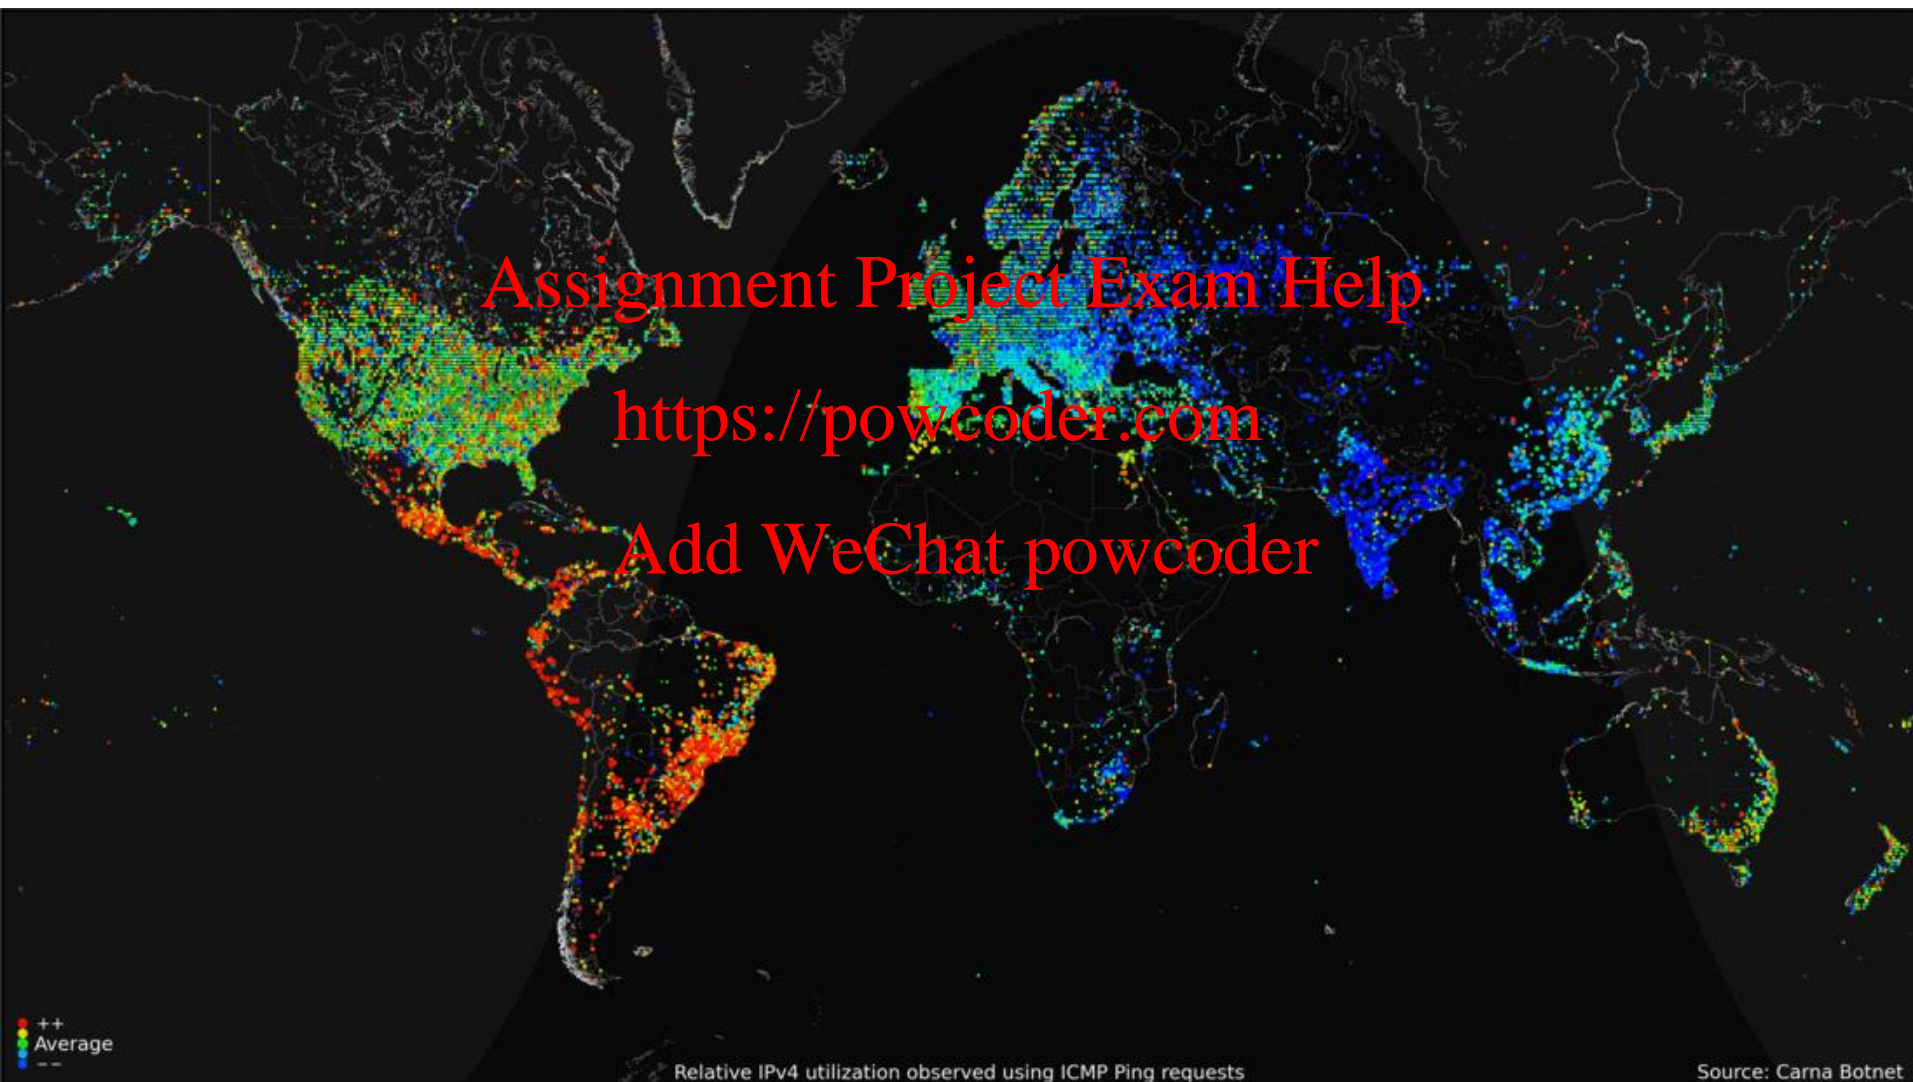 Assignment Project Exam Help
https://powcoder.com
Add WeChat powcoder
++
Average
--
Relative IPv4 utilization observed using ICMP Ping requests
Source: Carna Botnet